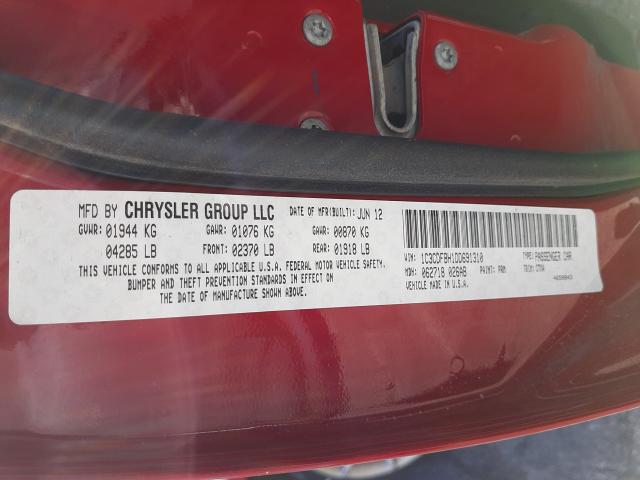 MFD BY CHRYSLER GROUP LLC DATE OF MFR(BUILT): JUN 12
GVWR: 01944 KG GAWR: 01076 KG GAWR: 00870 KG
04285 LB FRONT: 02370 LB REAR: 01918 LB
THIS VEHICLE CONFORMS TO ALL APPLICABLE U.S.A. FEDERAL MOTOR VEHICLE SAFETY,
BUMPER AND THEFT PREVENTION STANDARDS IN EFFECT ON
THE DATE OF MANUFACTURE SHOWN ABOVE.
VIN: 1C3CDFBH1DD691310 TYPE: PASSENGER CAR
MDH: 062718 026AB PAINT: PRM TRIM:
VEHICLE MADE IN U.S.A.